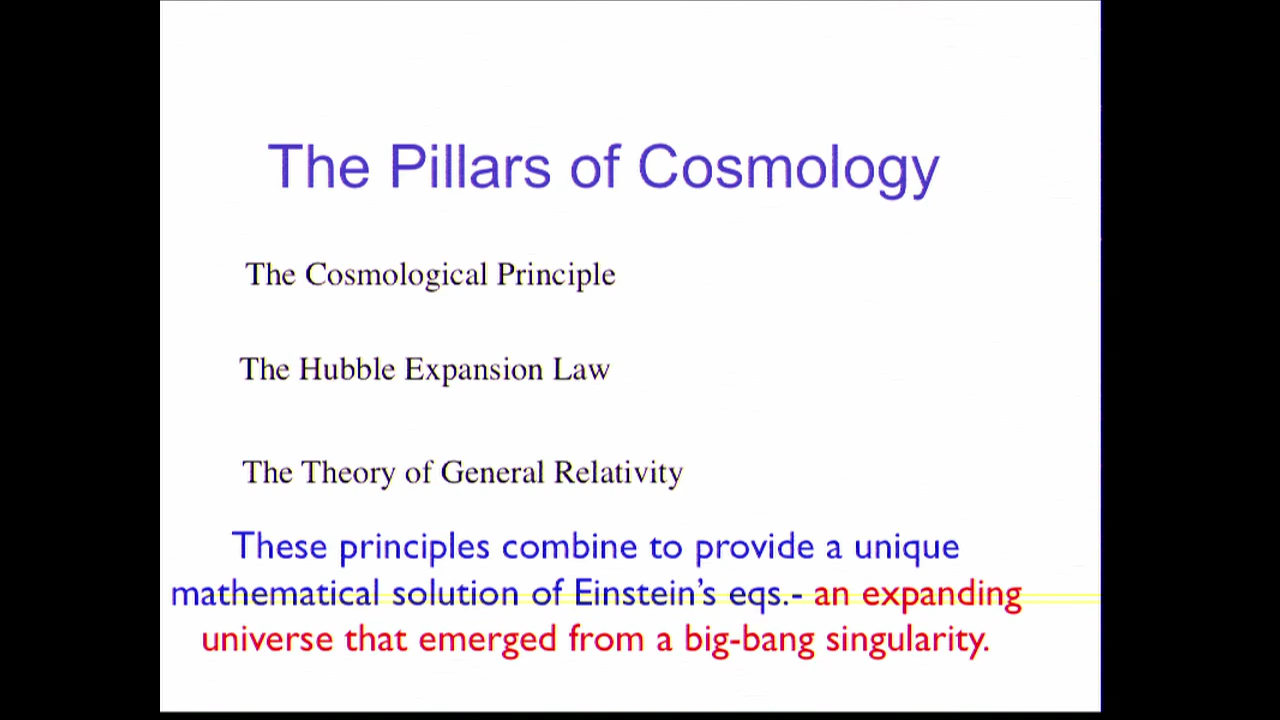 The Pillars of Cosmology
The Cosmological Principle
The Hubble Expansion Law
The Theory of General Relativity
These principles combine to provide a unique
mathematical solution of Einstein’s eqs.- an expanding
universe that emerged from a big-bang singularity.